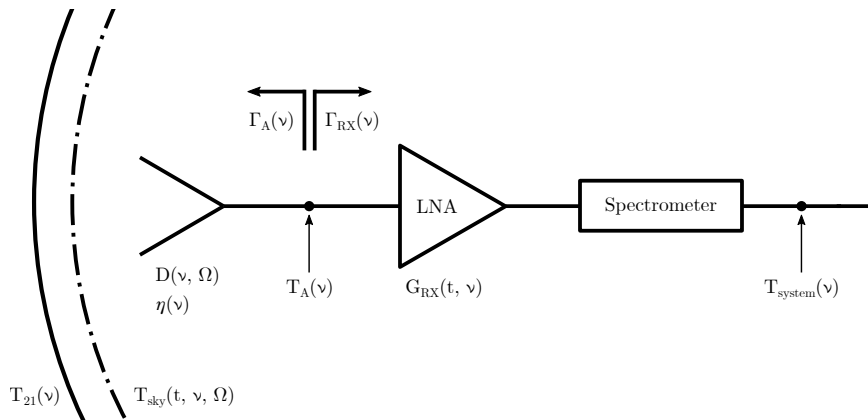 Γ_A(ν)
Γ_RX(ν)
LNA
Spectrometer
D(ν, Ω)
η(ν)
T_A(ν)
G_RX(t, ν)
T_system(ν)
T_21(ν)
T_sky(t, ν, Ω)